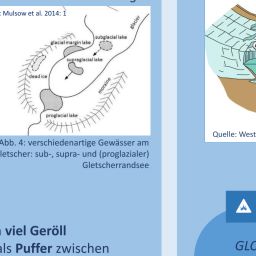 : Mulsow et al. 2014: 1
glacier
subglacial lake
glacial margin lake
supraglacial lake
dead ice
moraine
proglacial lake
Abb. 4: verschiedenartige Gewässer am
letscher: sub-, supra- und (proglazialer)
Gletscherrandsee
viel Geröll
als Puffer zwischen
Quelle: West
GLO